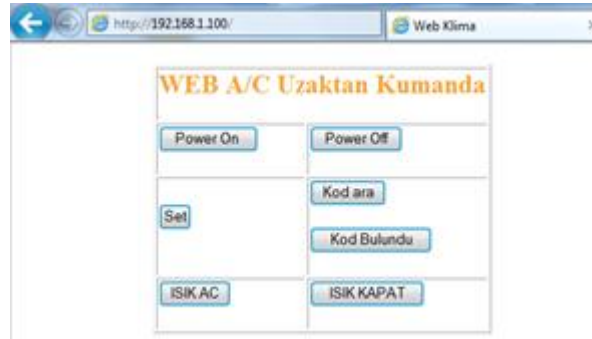 http://192.168.1.100/
Web Klima
WEB A/C Uzaktan Kumanda
Power On
Power Off
Kod ara
Set
Kod Bulundu
ISIK AC
ISIK KAPAT